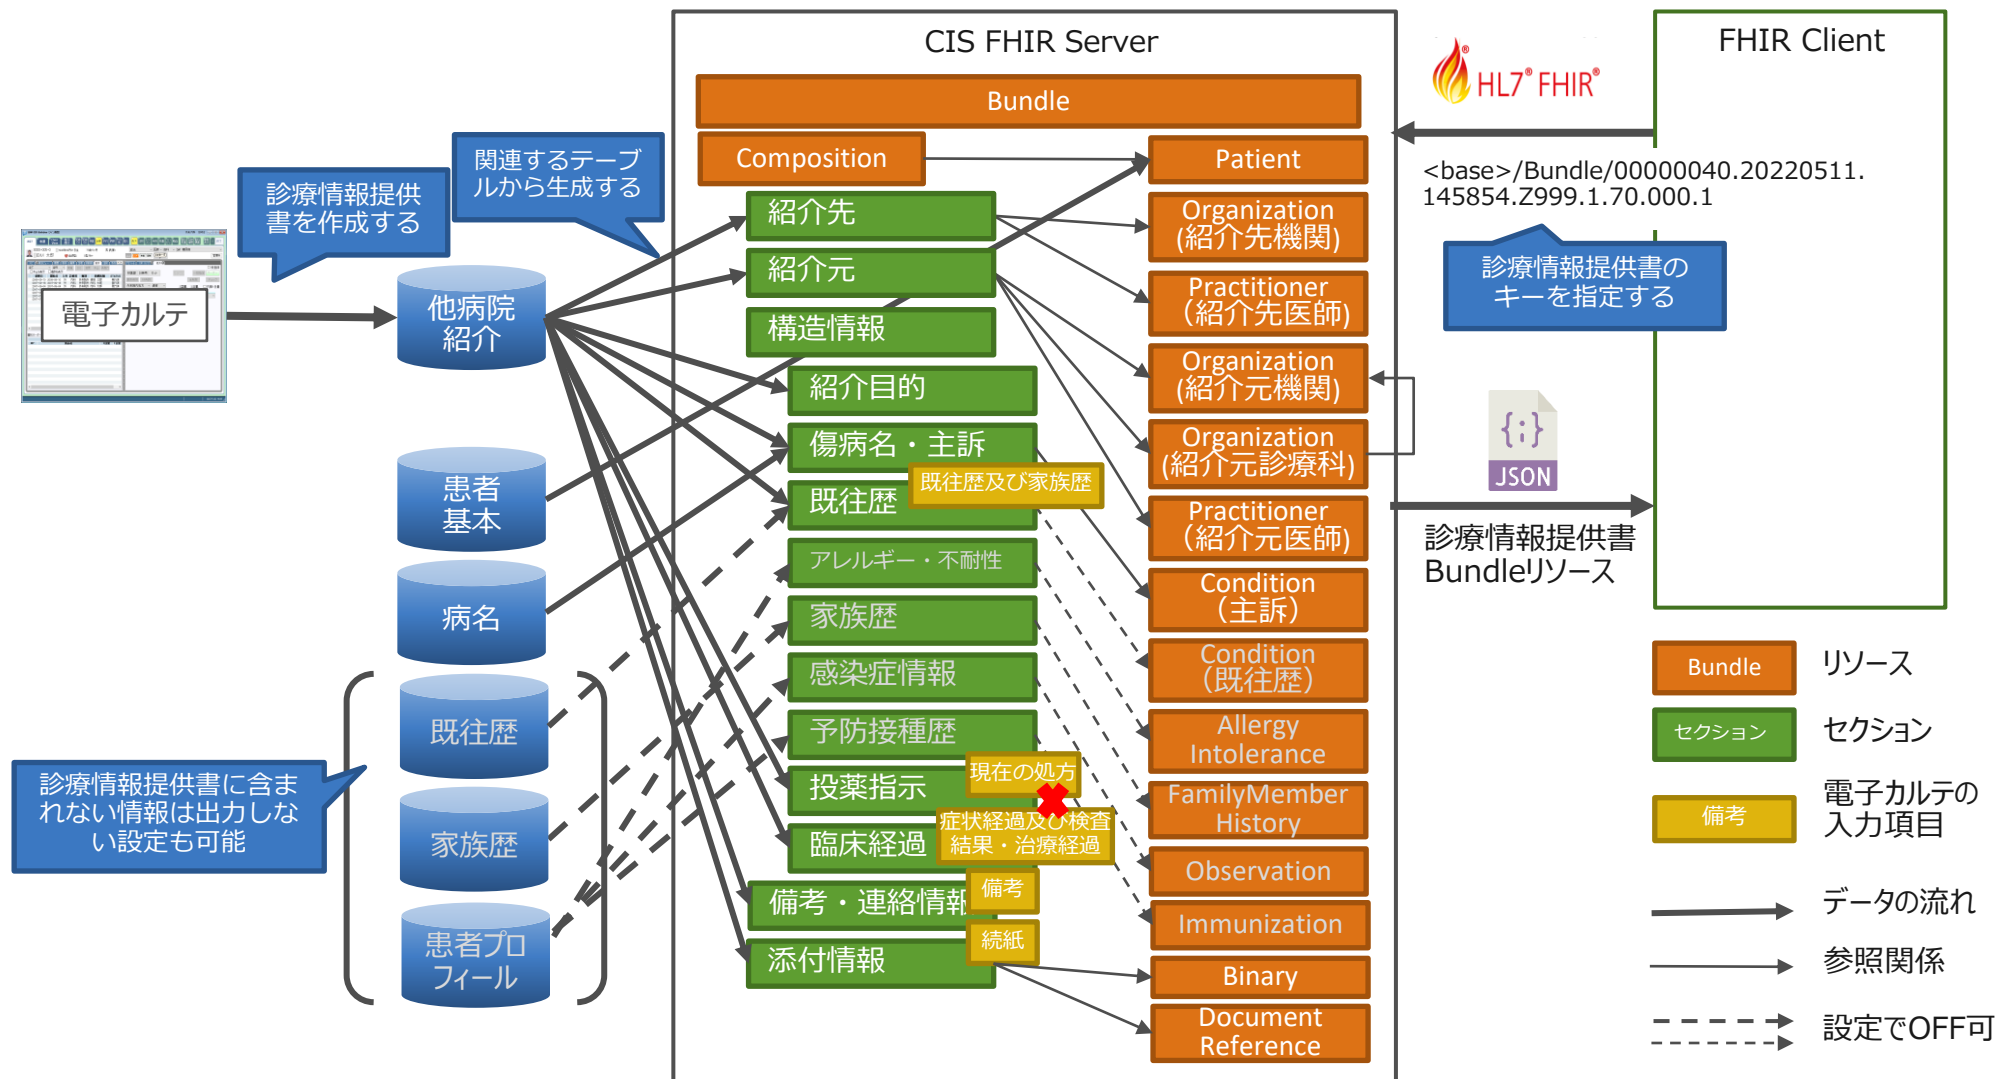 CIS FHIR Server
FHIR Client
HL7® FHIR®
Bundle
Composition
Patient
関連するテーブ
ルから生成する
診療情報提供
書を作成する
<base>/Bundle/00000040.20220511.
145854.Z999.1.70.000.1
診療情報提供書の
キーを指定する
電子カルテ
他病院
紹介
患者
基本
病名
既往歴
家族歴
患者プロ
フィール
診療情報提供書に含ま
れない情報は出力しな
い設定も可能
紹介先
紹介元
構造情報
紹介目的
傷病名・主訴
既往歴及び家族歴
既往歴
アレルギー・不耐性
家族歴
感染症情報
予防接種歴
現在の処方
投薬指示
症状経過及び検査
結果・治療経過
臨床経過
備考
備考・連絡情報
続紙
添付情報
Organization
(紹介先機関)
Practitioner
（紹介先医師)
Organization
(紹介元機関)
Organization
(紹介元診療科)
Practitioner
（紹介元医師)
Condition
（主訴）
Condition
（既往歴）
Allergy
Intolerance
FamilyMember
History
Observation
Immunization
Binary
Document
Reference
{;}
JSON
診療情報提供書
Bundleリソース
Bundle
リソース
セクション
セクション
備考
電子カルテの
入力項目
データの流れ
参照関係
設定でOFF可